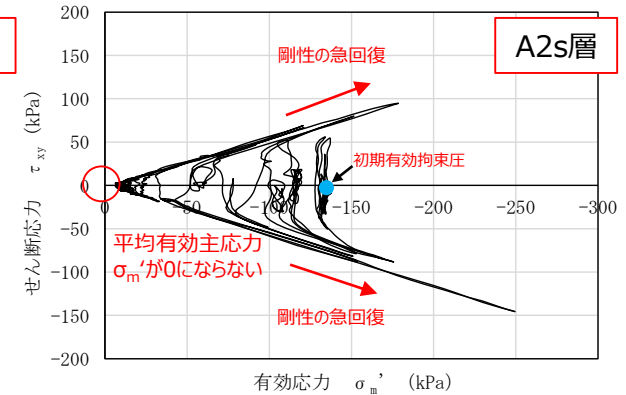 200
150
100
50
0
-50
-100
-150
-200
0
-50
-100
-150
-200
-250
-300
せん断応力 τxy (kPa)
有効応力 σm' (kPa)
A2s層
剛性の急回復
初期有効拘束圧
平均有効主応力
σm'が0にならない
剛性の急回復